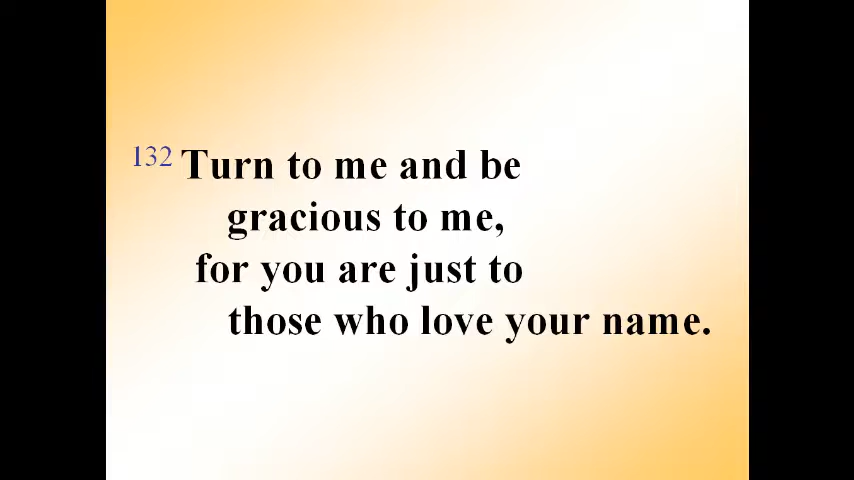 132 Turn to me and be
gracious to me,
for you are just to
those who love your name.